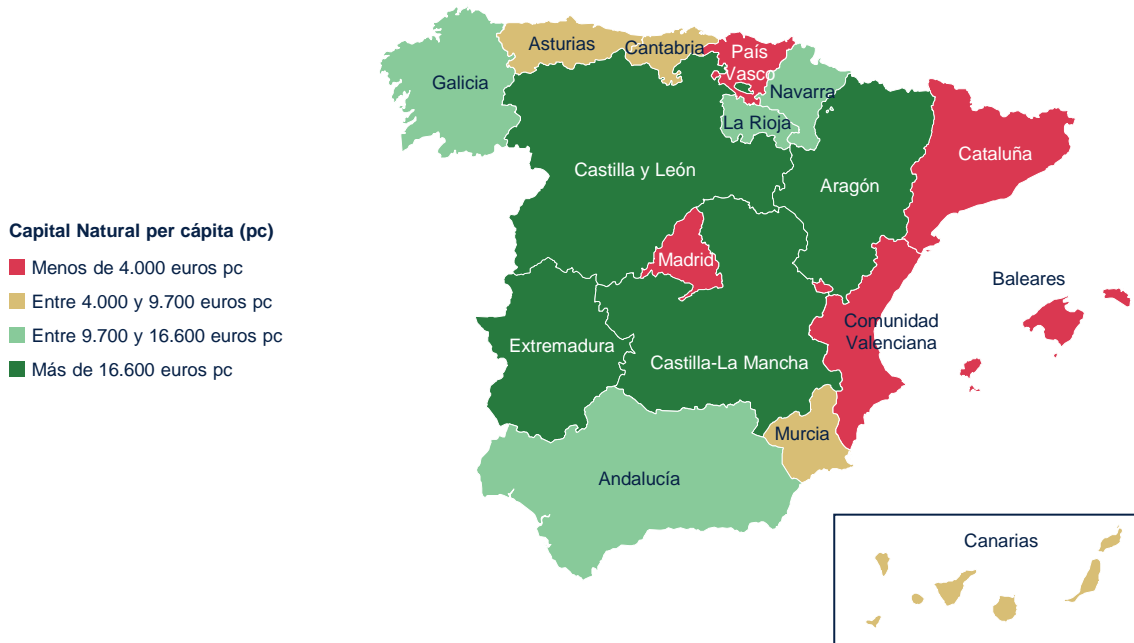 Asturias
Cantabria
País
Vasco
Galicia
Navarra
La Rioja
Castilla y León
Aragón
Cataluña
Capital Natural per cápita (pc)
Menos de 4.000 euros pc
Entre 4.000 y 9.700 euros pc
Entre 9.700 y 16.600 euros pc
Más de 16.600 euros pc
Madrid
Baleares
Comunidad
Valenciana
Extremadura
Castilla-La Mancha
Murcia
Andalucía
Canarias